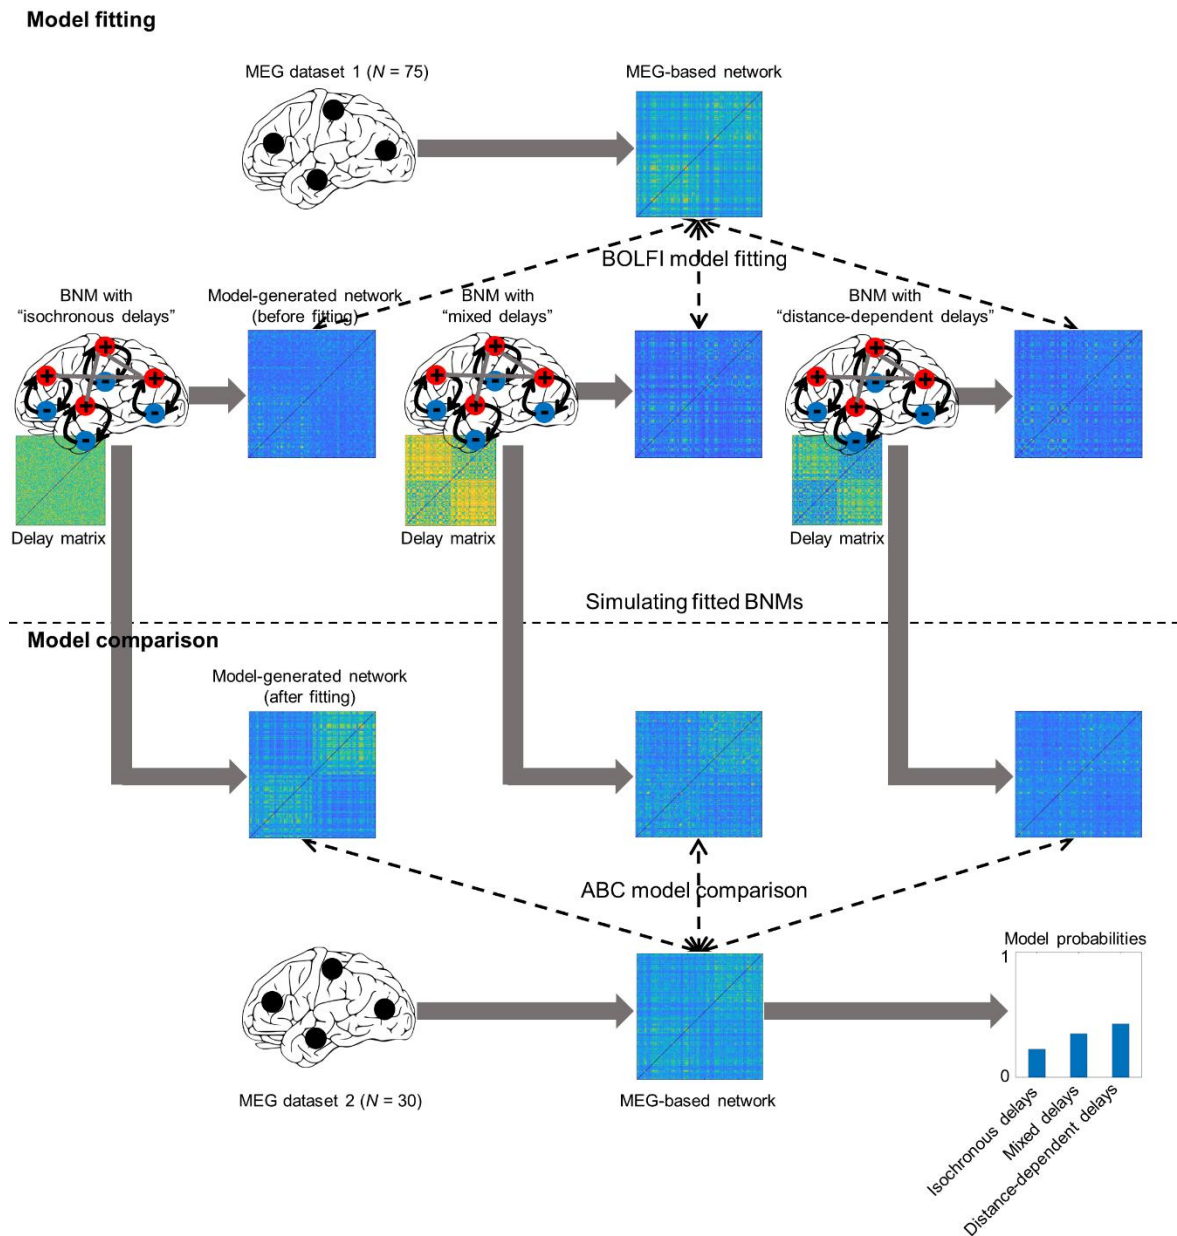 Model fitting
MEG dataset 1 (N = 75)
MEG-based network
BOLFI model fitting
BNM with
“isochronous delays”
Model-generated network
(before fitting)
BNM with
“mixed delays”
BNM with
“distance-dependent delays”
+
+
+
+
-
-
-
-
+
+
+
+
-
-
-
-
+
+
+
+
-
-
-
-
Delay matrix
Delay matrix
Delay matrix
Simulating fitted BNMs
Model comparison
Model-generated network
(after fitting)
ABC model comparison
Model probabilities
1
0
Isochronous delays
Mixed delays
Distance-dependent delays
MEG dataset 2 (N = 30)
MEG-based network